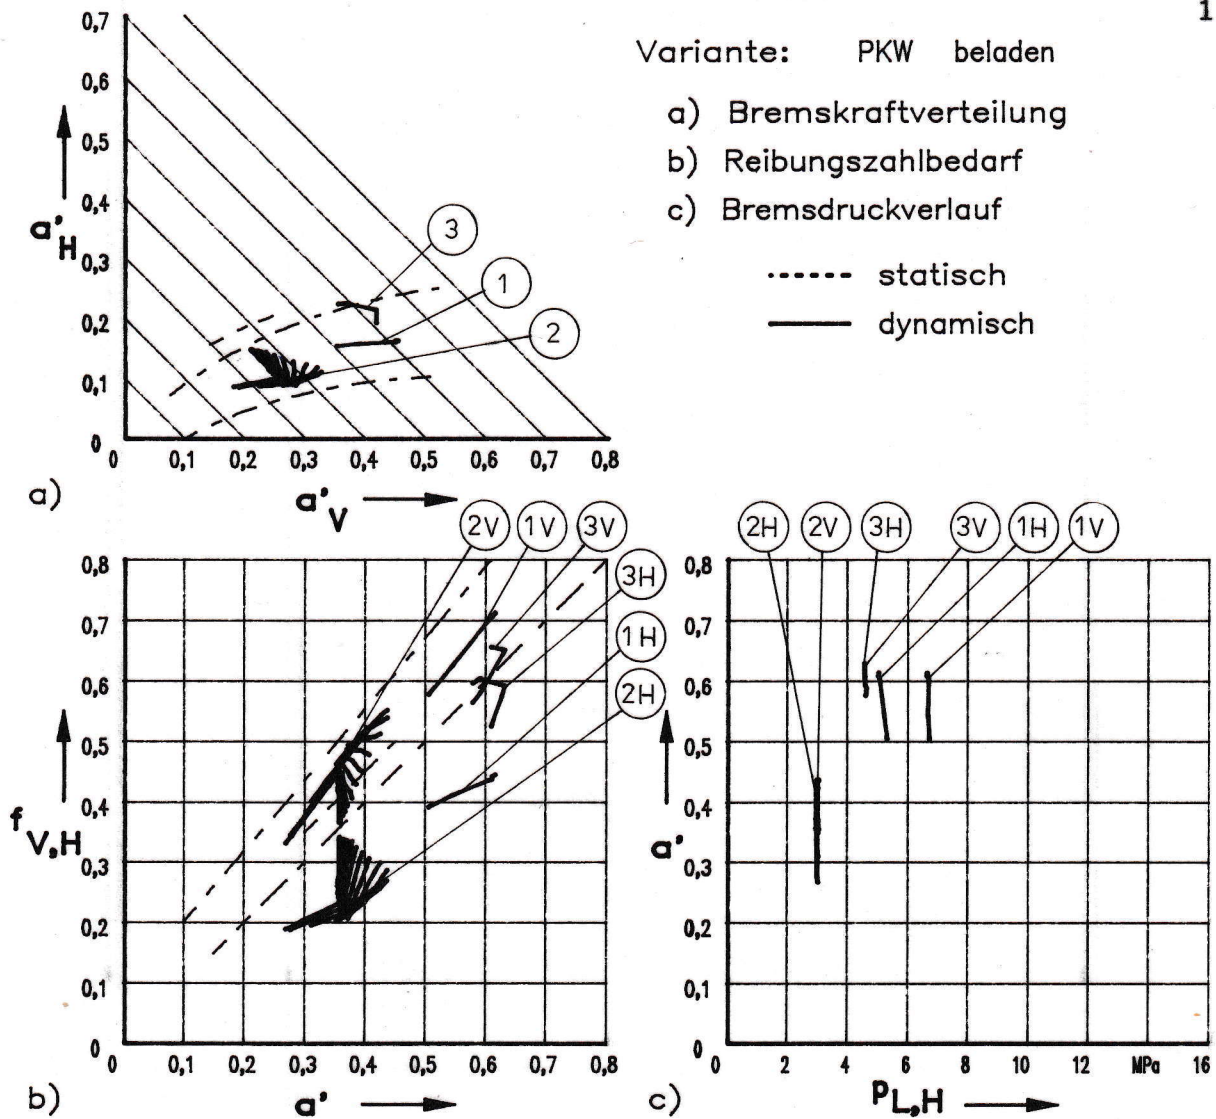 1
Variante: PKW beladen
a) Bremskraftverteilung
b) Reibungszahlbedarf
c) Bremsdruckverlauf
statisch
dynamisch
0,7
0,6
0,5
0,4
0,3
0,2
0,1
0
a'H
3
1
2
0 0,1 0,2 0,3 0,4 0,5 0,6 0,7 0,8
a'V
a)
2V 1V 3V
3H
1H
2H
0,8
0,7
0,6
0,5
0,4
0,3
0,2
0,1
0
fV,H
0 0,1 0,2 0,3 0,4 0,5 0,6 0,7 0,8
a'
b)
2H 2V 3H 3V 1H 1V
0,8
0,7
0,6
0,5
0,4
0,3
0,2
0,1
0
a'
0 2 4 6 8 10 12 MPa 16
pL,H
c)